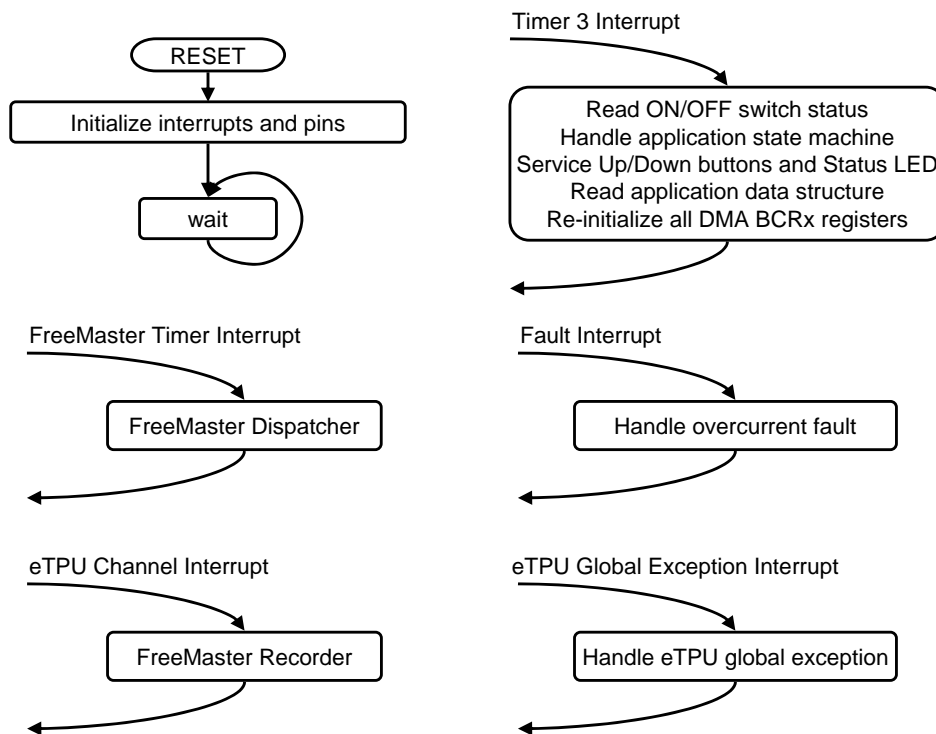 RESET
Initialize interrupts and pins
wait
Timer 3 Interrupt
Read ON/OFF switch status
Handle application state machine
Service Up/Down buttons and Status LED
Read application data structure
Re-initialize all DMA BCRx registers
FreeMaster Timer Interrupt
FreeMaster Dispatcher
Fault Interrupt
Handle overcurrent fault
eTPU Channel Interrupt
FreeMaster Recorder
eTPU Global Exception Interrupt
Handle eTPU global exception